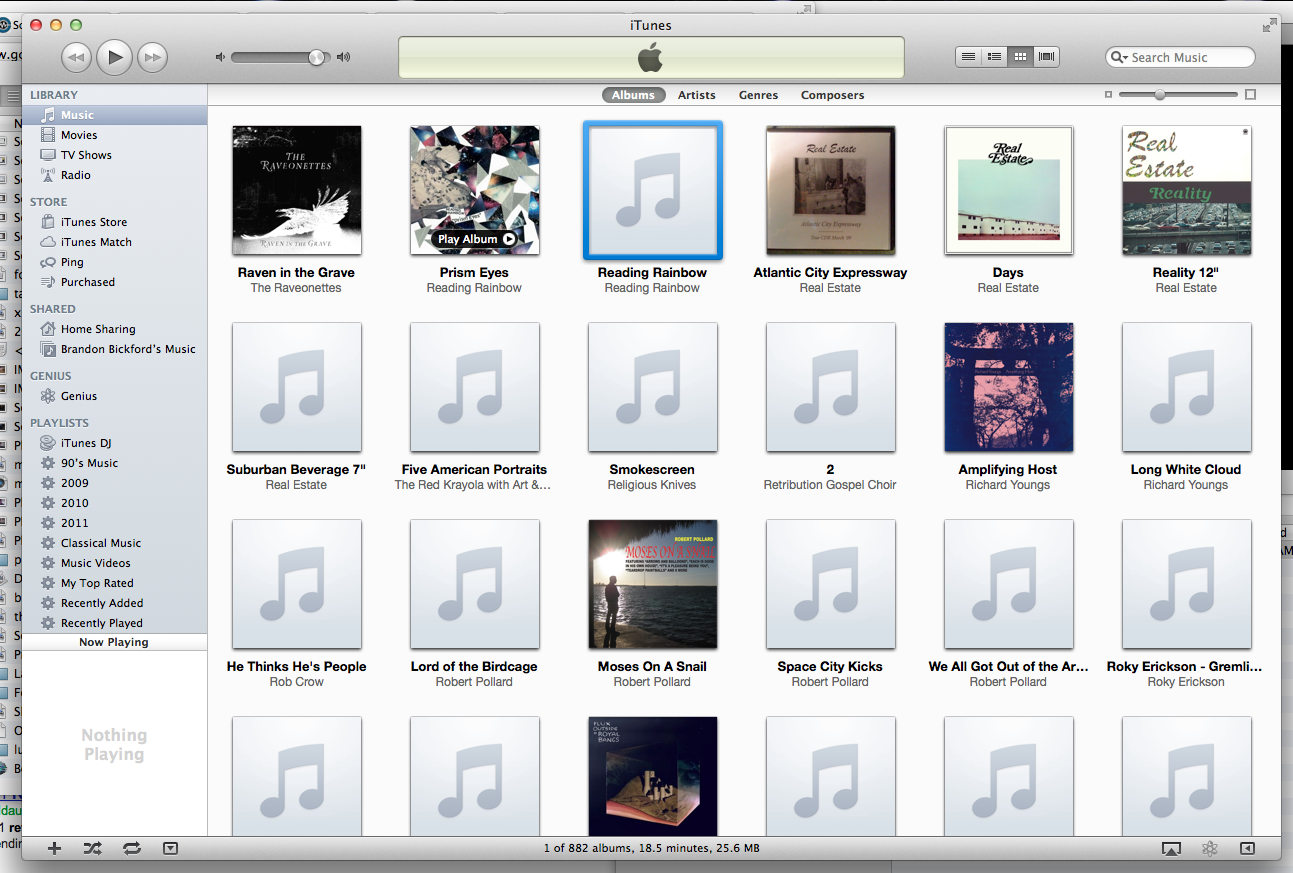 iTunes
Search Music
Albums Artists Genres Composers
LIBRARY
Music
Movies
TV Shows
Radio
STORE
iTunes Store
iTunes Match
Ping
Purchased
SHARED
Home Sharing
Brandon Bickford's Music
GENIUS
Genius
PLAYLISTS
iTunes DJ
90's Music
2009
2010
2011
Classical Music
Music Videos
My Top Rated
Recently Added
Recently Played
Now Playing
Nothing
Playing
THE
RAVEONETTES
RAVEN IN THE GRAVE
Play Album
Real Estate
Atlantic City Expressway
Real
Estate
Real
Estate
Reality
Raven in the Grave Prism Eyes Reading Rainbow Atlantic City Expressway Days Reality 12"
The Raveonettes Reading Rainbow Reading Rainbow Real Estate Real Estate Real Estate
Suburban Beverage 7" Five American Portraits Smokescreen 2 Amplifying Host Long White Cloud
Real Estate The Red Krayola with Art &... Religious Knives Retribution Gospel Choir Richard Youngs Richard Youngs
ROBERT POLLARD
MOSES ON A SNAIL
He Thinks He's People Lord of the Birdcage Moses On A Snail Space City Kicks We All Got Out of the Ar... Roky Erickson - Gremli...
Rob Crow Robert Pollard Robert Pollard Robert Pollard Robert Pollard Roky Erickson
FLUX
OUTSIDE
ROYAL
BANGS
1 of 882 albums, 18.5 minutes, 25.6 MB